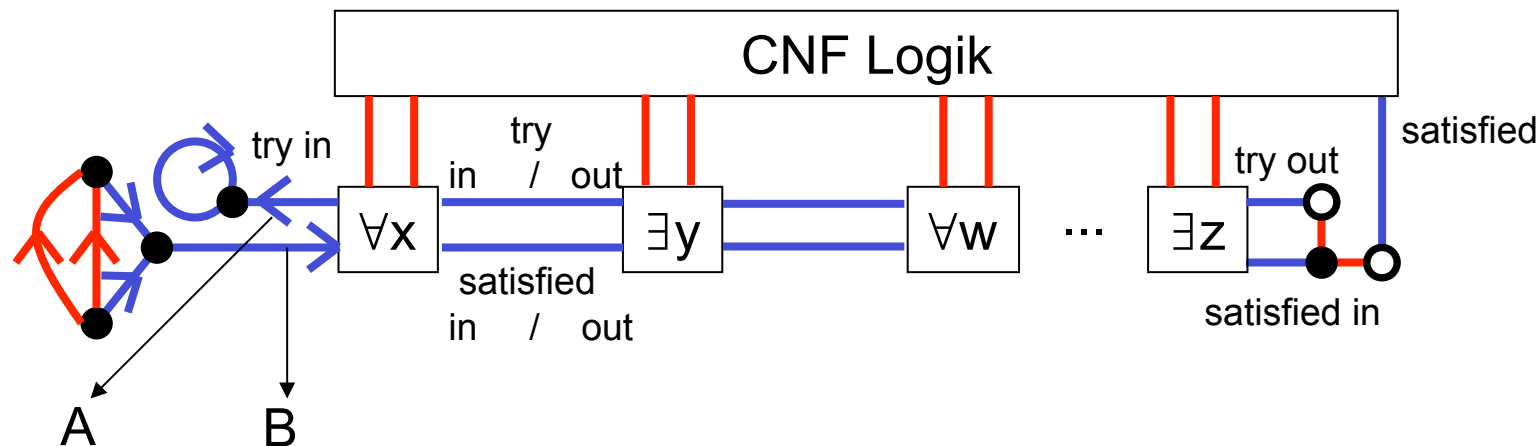 CNF Logik
satisfied
try in
try
in / out
try out
∀x
∃y
∀w
...
∃z
satisfied
in / out
satisfied in
A
B